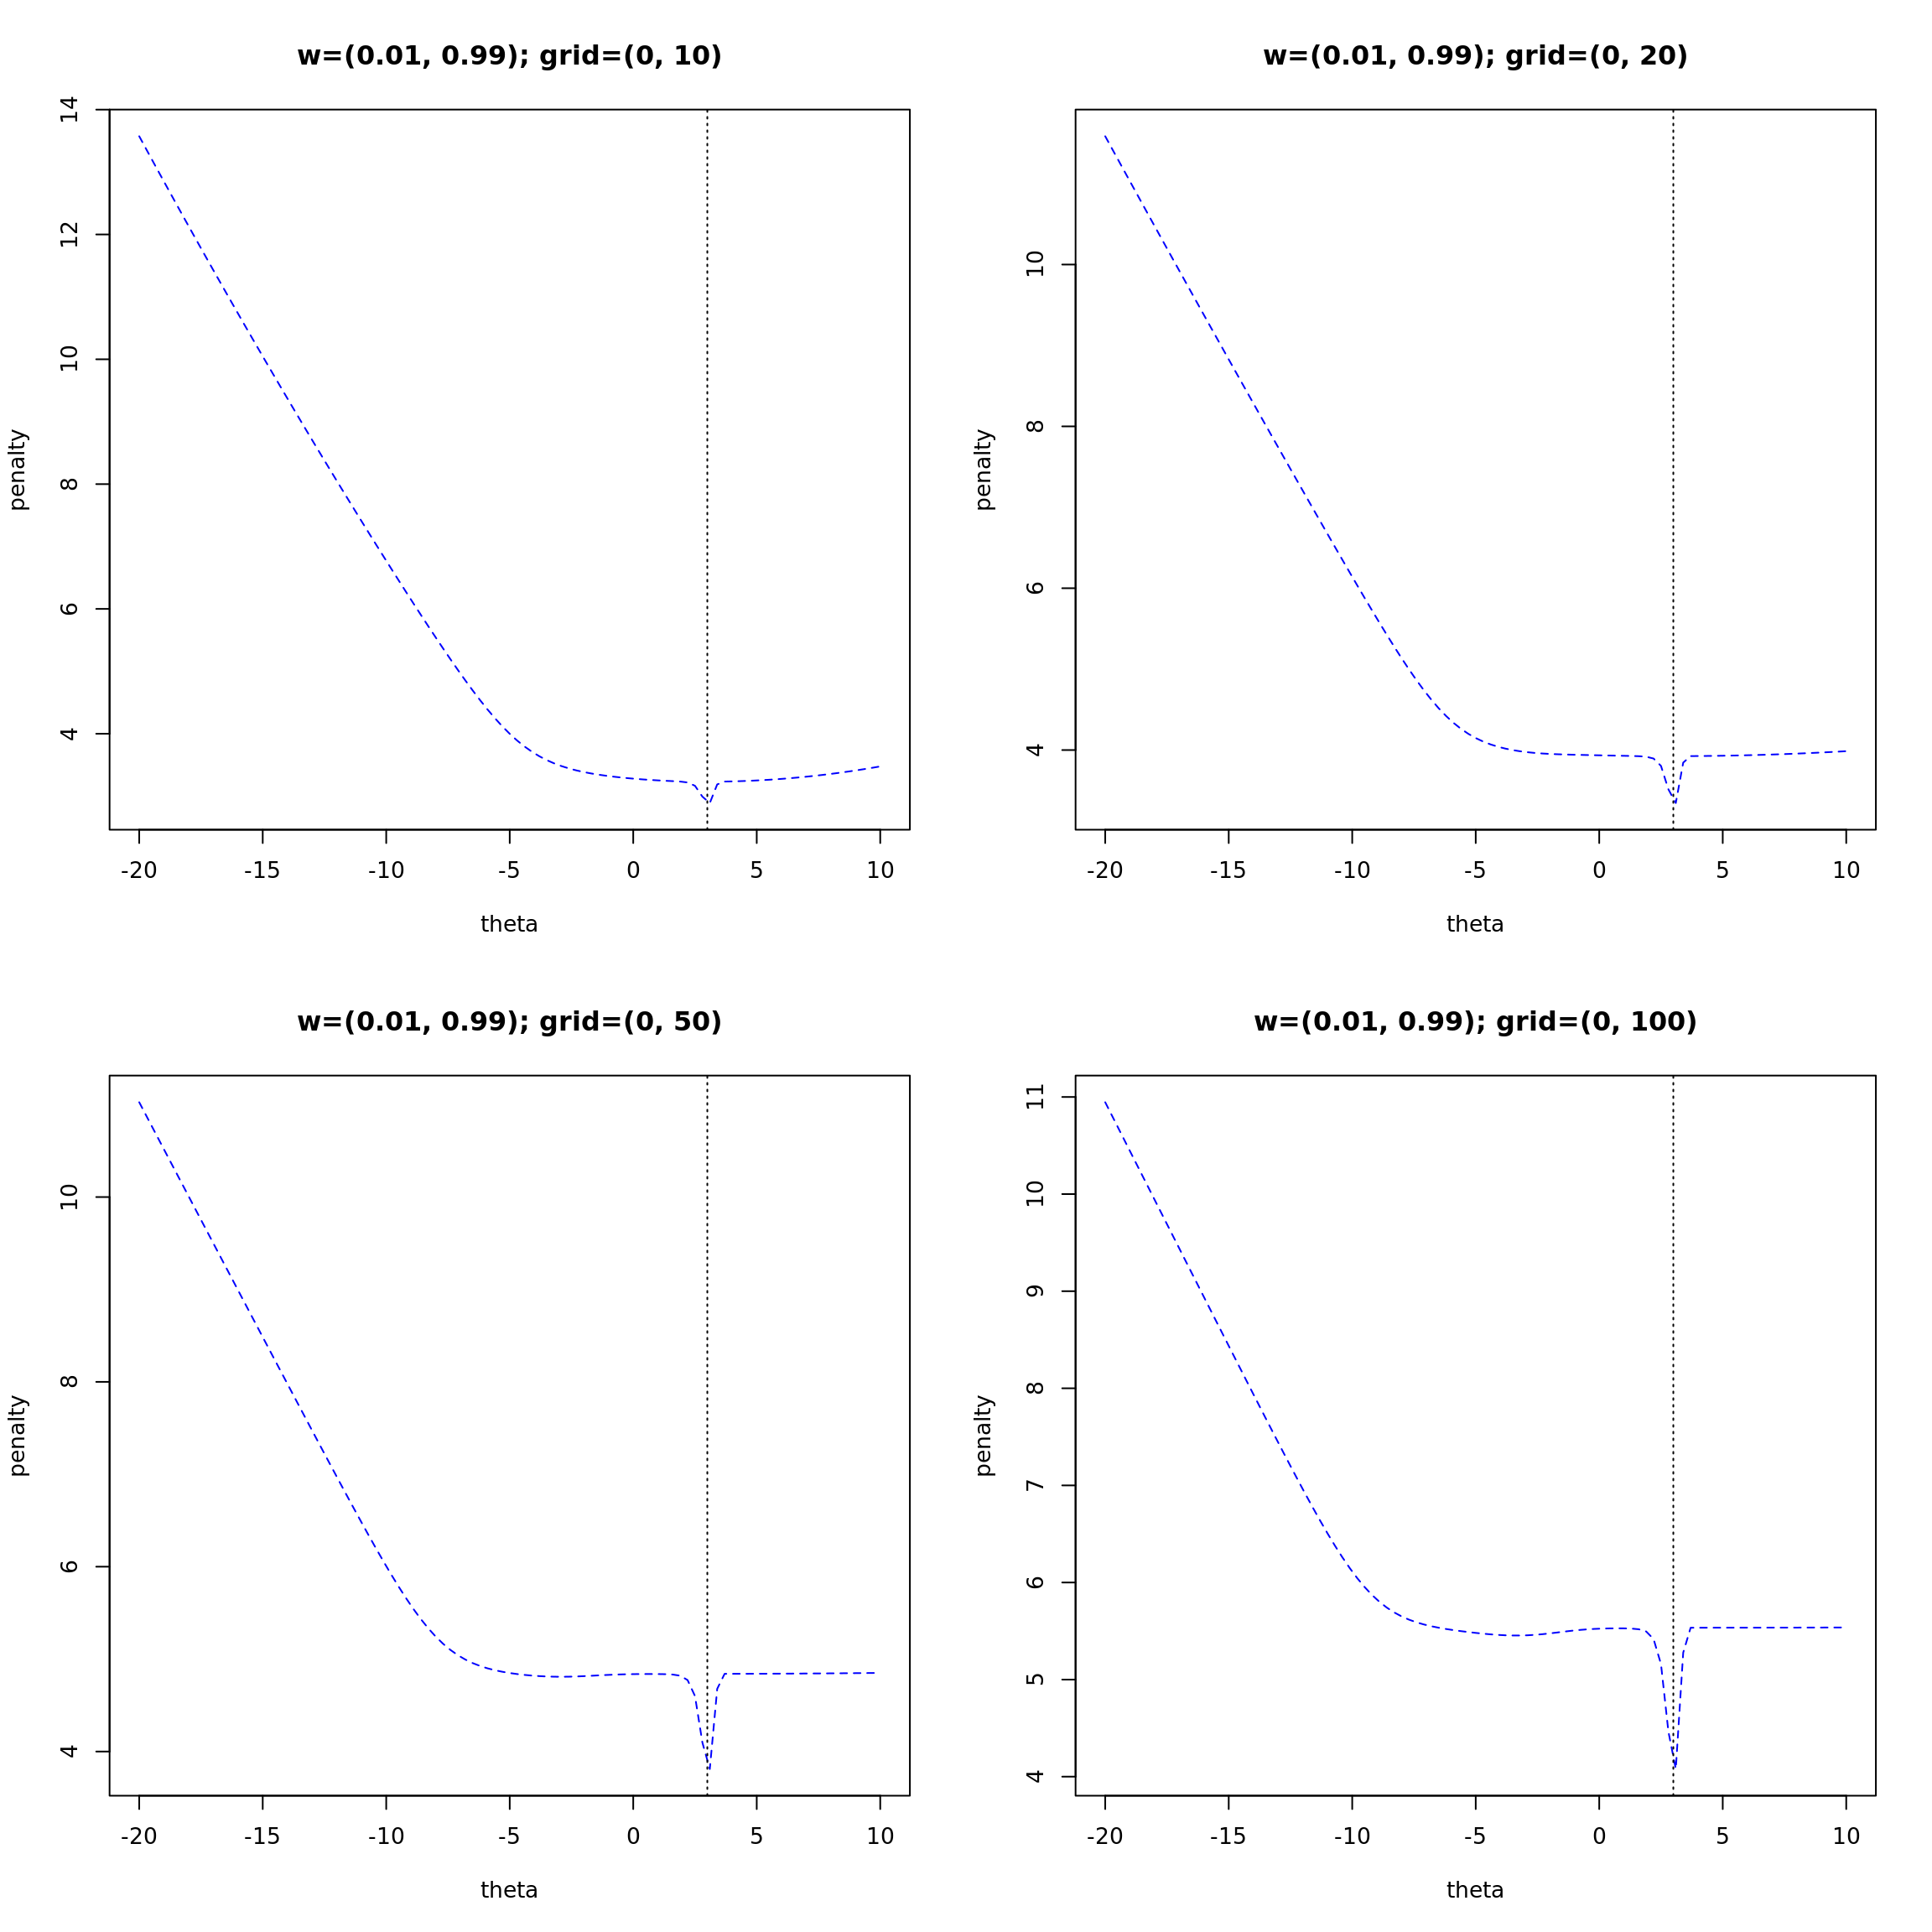 w=(0.01, 0.99); grid=(0, 10)
penalty
14
12
10
8
6
4
-20 -15 -10 -5 0 5 10
theta
w=(0.01, 0.99); grid=(0, 20)
penalty
10
8
6
4
-20 -15 -10 -5 0 5 10
theta
w=(0.01, 0.99); grid=(0, 50)
penalty
10
8
6
4
-20 -15 -10 -5 0 5 10
theta
w=(0.01, 0.99); grid=(0, 100)
penalty
11
10
9
8
7
6
5
4
-20 -15 -10 -5 0 5 10
theta